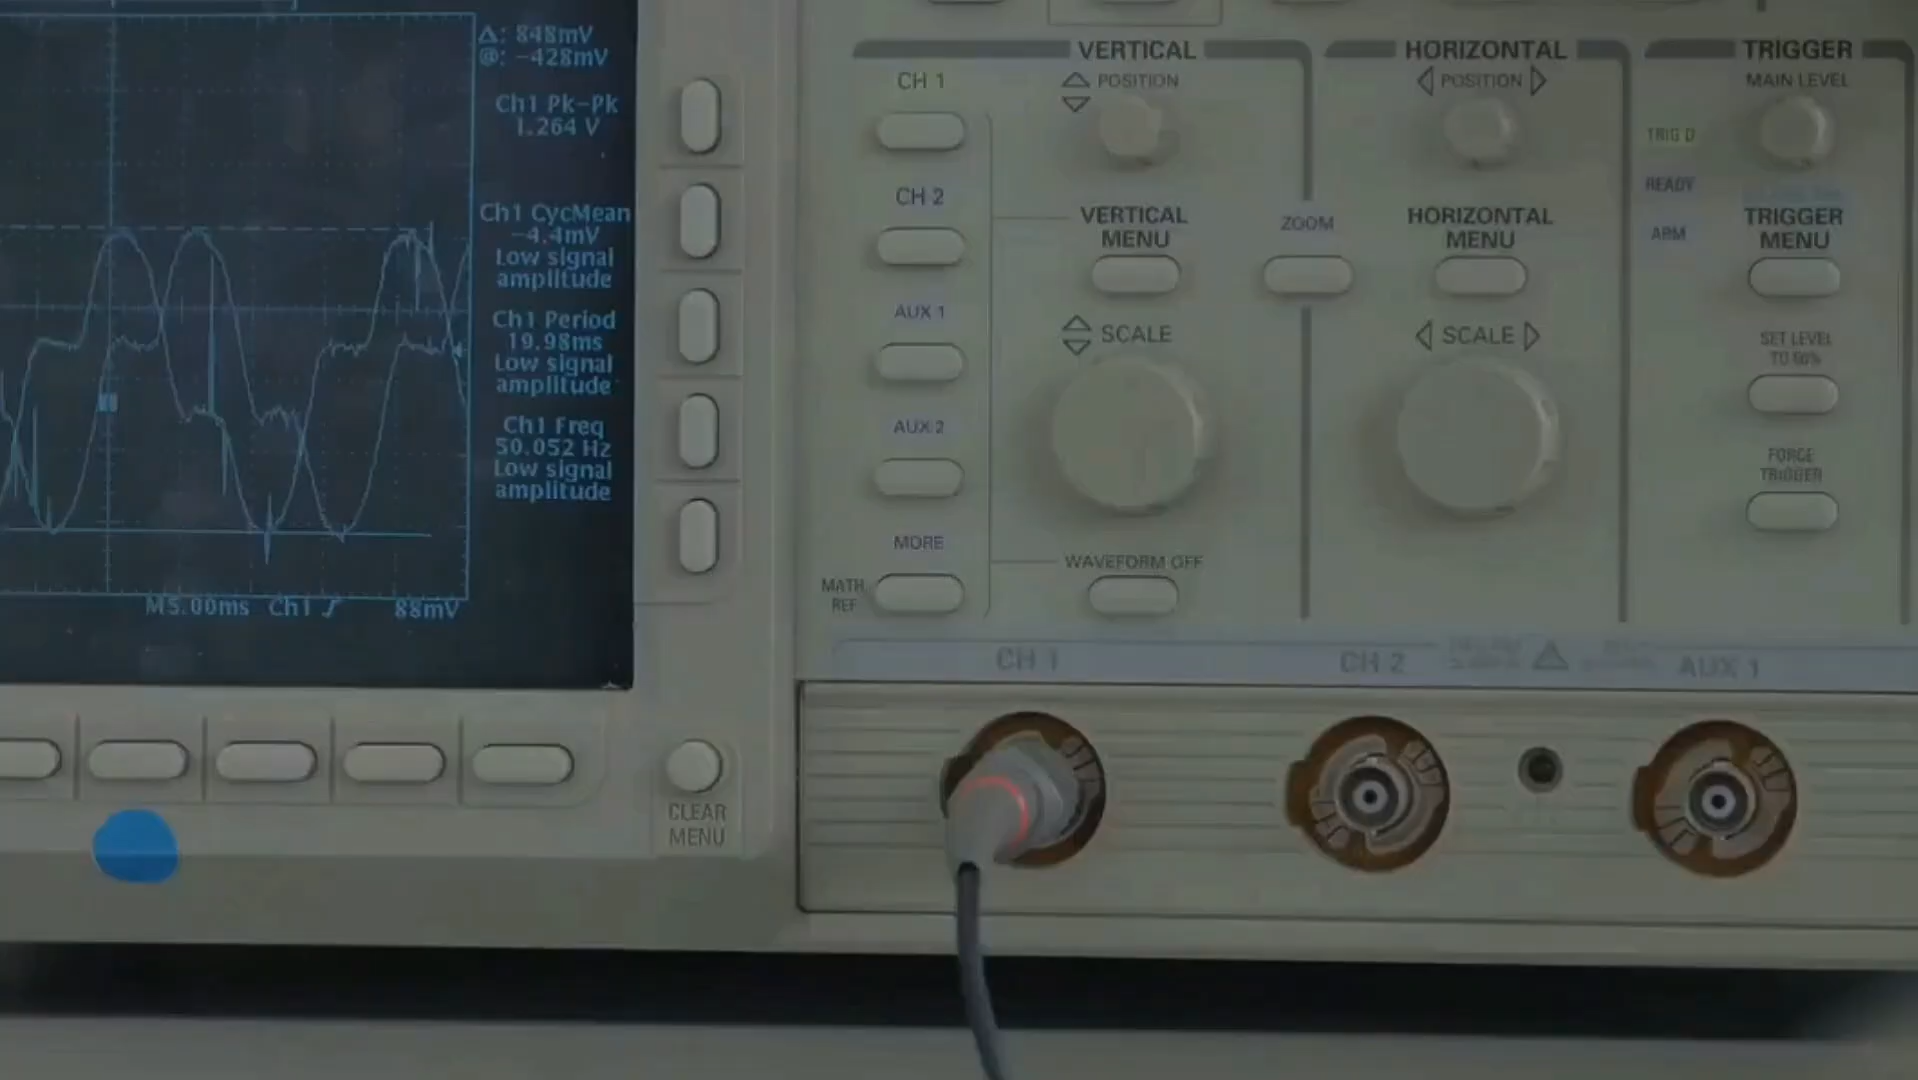 Δ: 848mV
@: -428mV
Ch1 Pk-Pk
1.264 V
Ch1 CycMean
-4.4mV
Low signal
amplitude
Ch1 Period
19.98ms
Low signal
amplitude
Ch1 Freq
50.052 Hz
Low signal
amplitude
M5.00ms Ch1 88mV
CLEAR
MENU
VERTICAL
CH 1
POSITION
CH 2
VERTICAL
MENU
AUX 1
SCALE
AUX 2
MORE
MATH
REF
WAVEFORM OFF
ZOOM
HORIZONTAL
POSITION
HORIZONTAL
MENU
SCALE
TRIGGER
MAIN LEVEL
TRIG'D
READY
ARM
TRIGGER
MENU
SET LEVEL
TO 50%
FORCE
TRIGGER
CH 1
CH 2
AUX 1